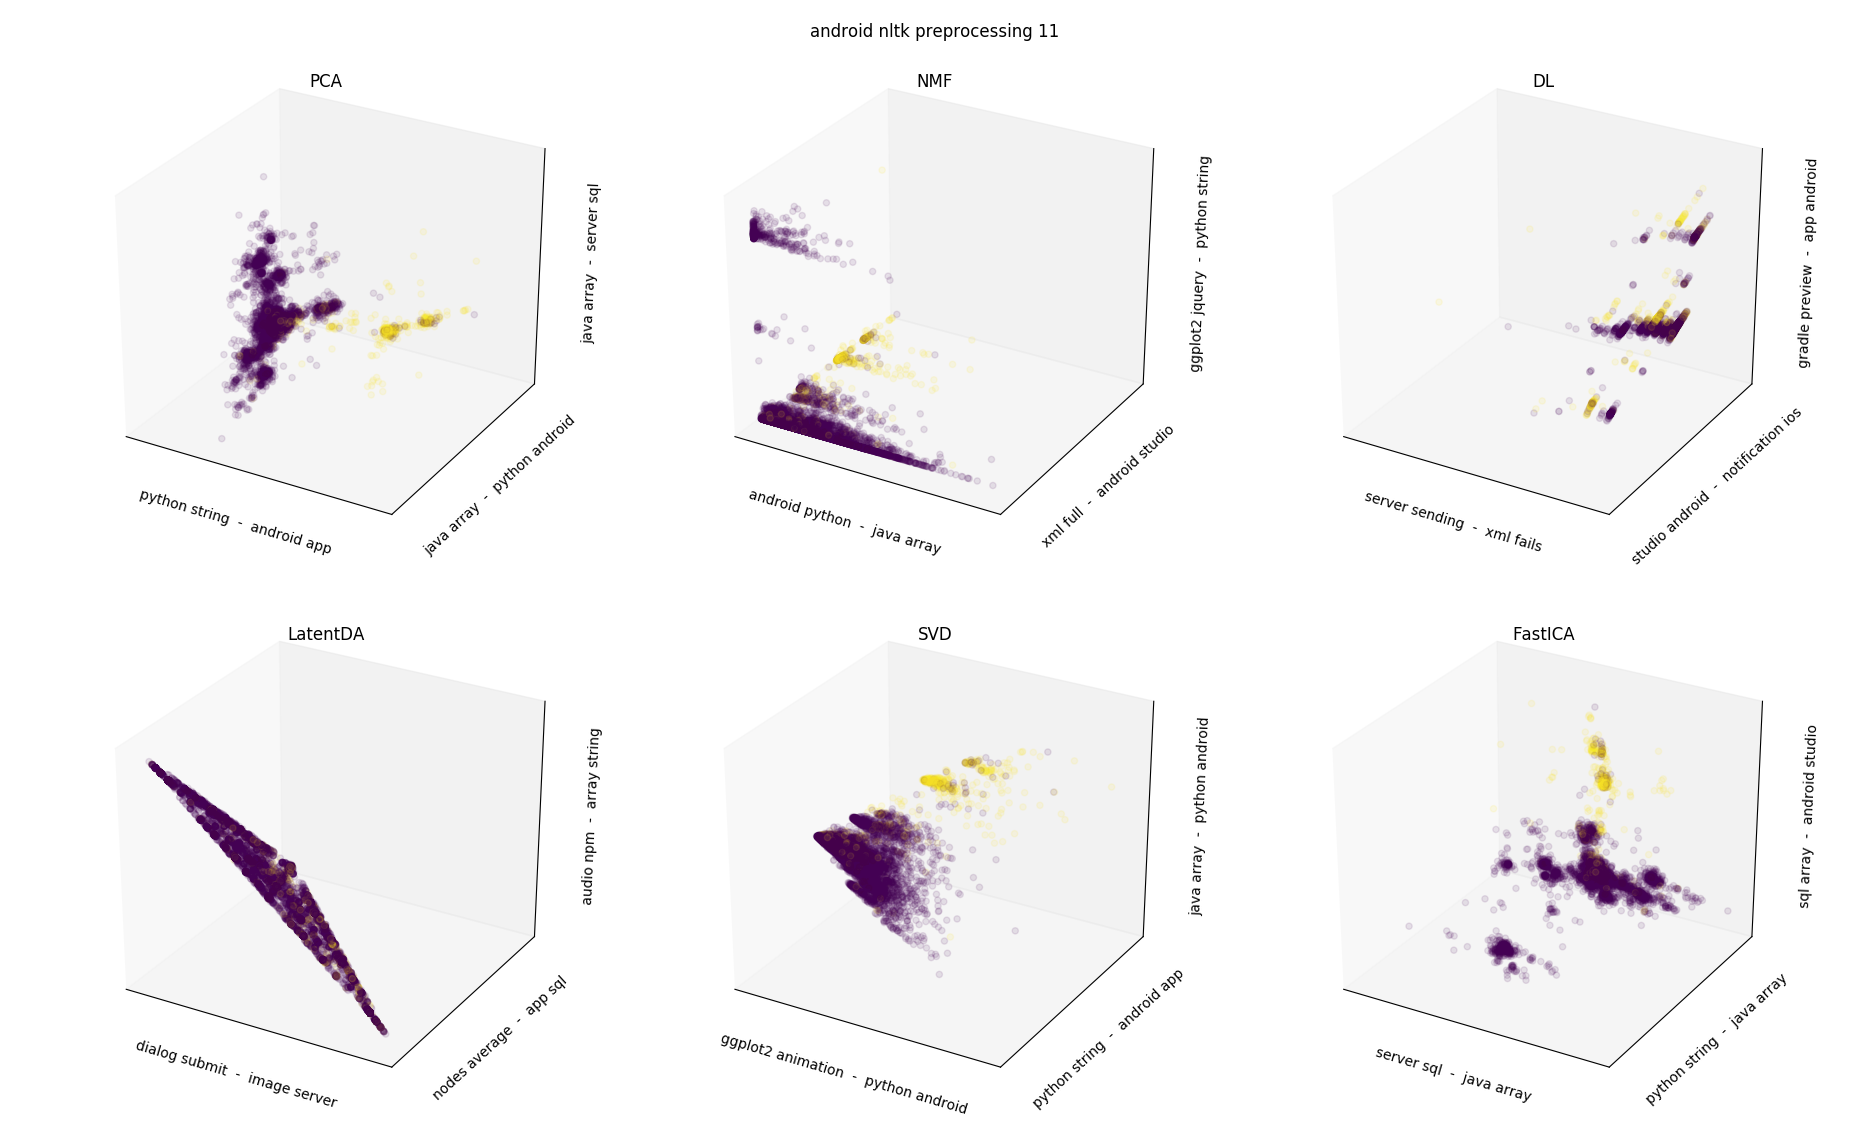 android nltk preprocessing 11
PCA
java array - server sql
java array - python android
python string - android app
NMF
ggplot2 jquery - python string
xml full - android studio
android python - java array
DL
gradle preview - app android
studio android - notification ios
server sending - xml fails
LatentDA
audio npm - array string
nodes average - app sql
dialog submit - image server
SVD
java array - python android
python string - android app
ggplot2 animation - python android
FastICA
sql array - android studio
python string - java array
server sql - java array